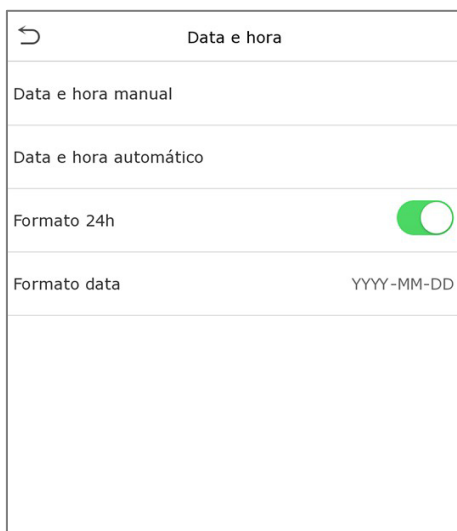 Data e hora
Data e hora manual
Data e hora automático
Formato 24h
Formato data YYYY-MM-DD